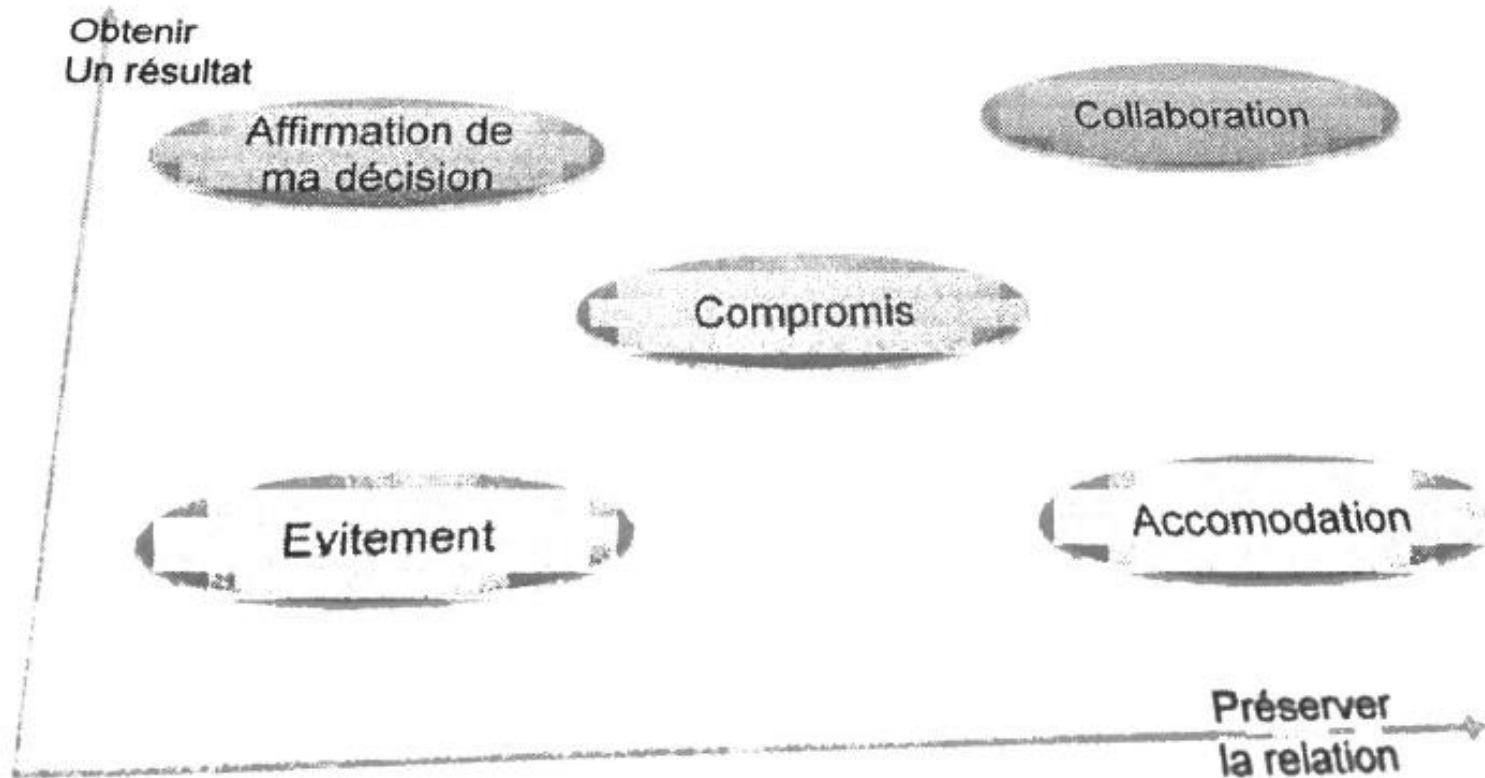 Obtenir
Un résultat
Affirmation de
ma décision
Collaboration
Compromis
Evitement
Accomodation
Préserver
la relation